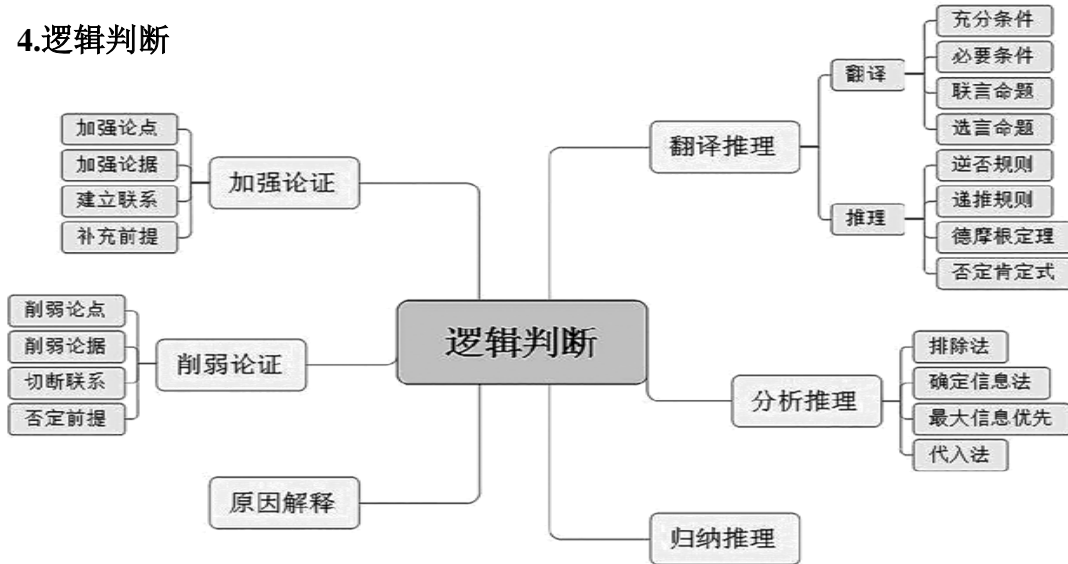 4.逻辑判断
逻辑判断
翻译推理
翻译
充分条件
必要条件
联言命题
选言命题
推理
逆否规则
递推规则
德摩根定理
否定肯定式
分析推理
排除法
确定信息法
最大信息优先
代入法
归纳推理
加强论证
加强论点
加强论据
建立联系
补充前提
削弱论证
削弱论点
削弱论据
切断联系
否定前提
原因解释